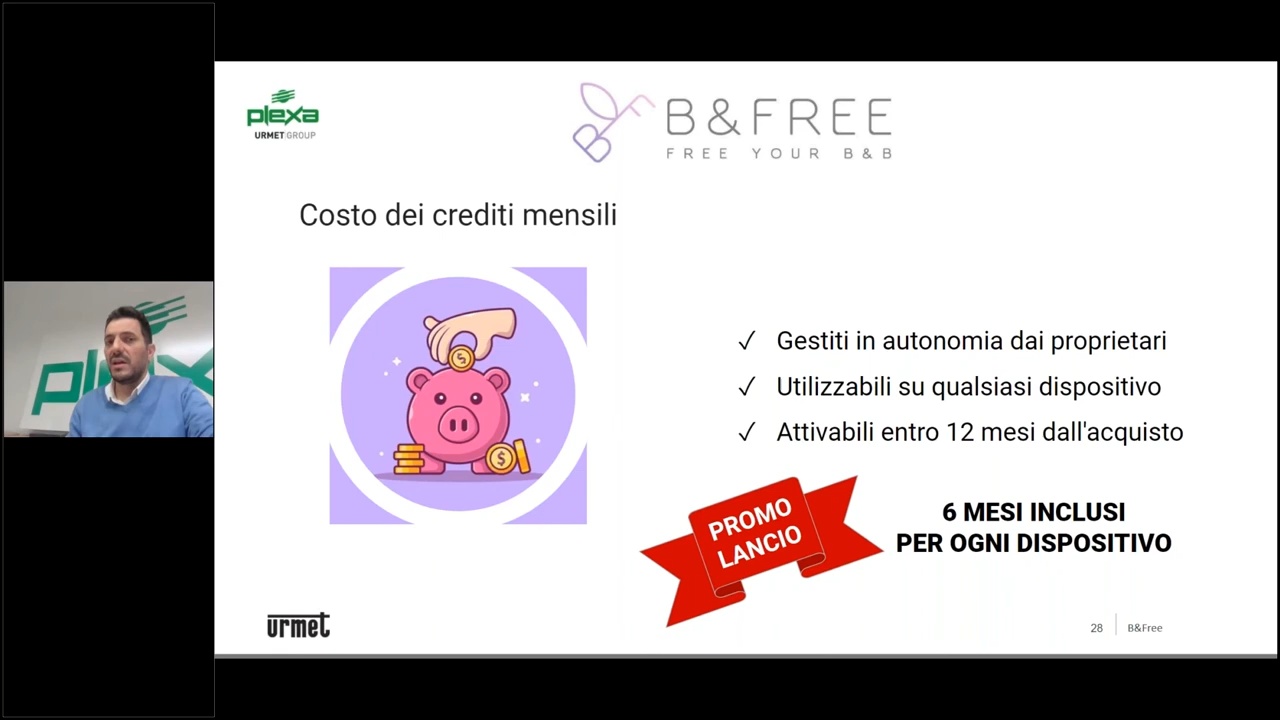 plexa
URMET GROUP
B&FREE
FREE YOUR B&B
Costo dei crediti mensili
✓ Gestiti in autonomia dai proprietari
✓ Utilizzabili su qualsiasi dispositivo
✓ Attivabili entro 12 mesi dall'acquisto
PROMO
LANCIO
6 MESI INCLUSI
PER OGNI DISPOSITIVO
urmet
28 B&Free